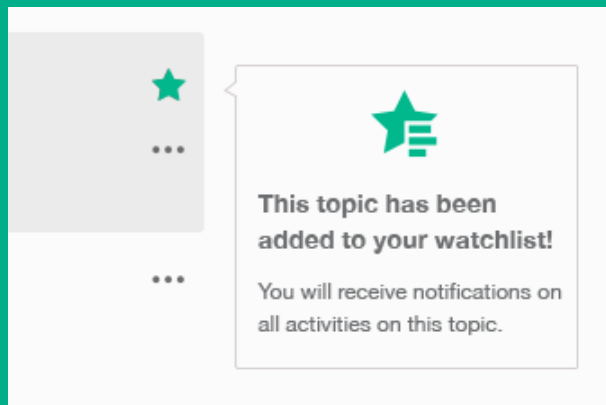 This topic has been
added to your watchlist!
You will receive notifications on
all activities on this topic.